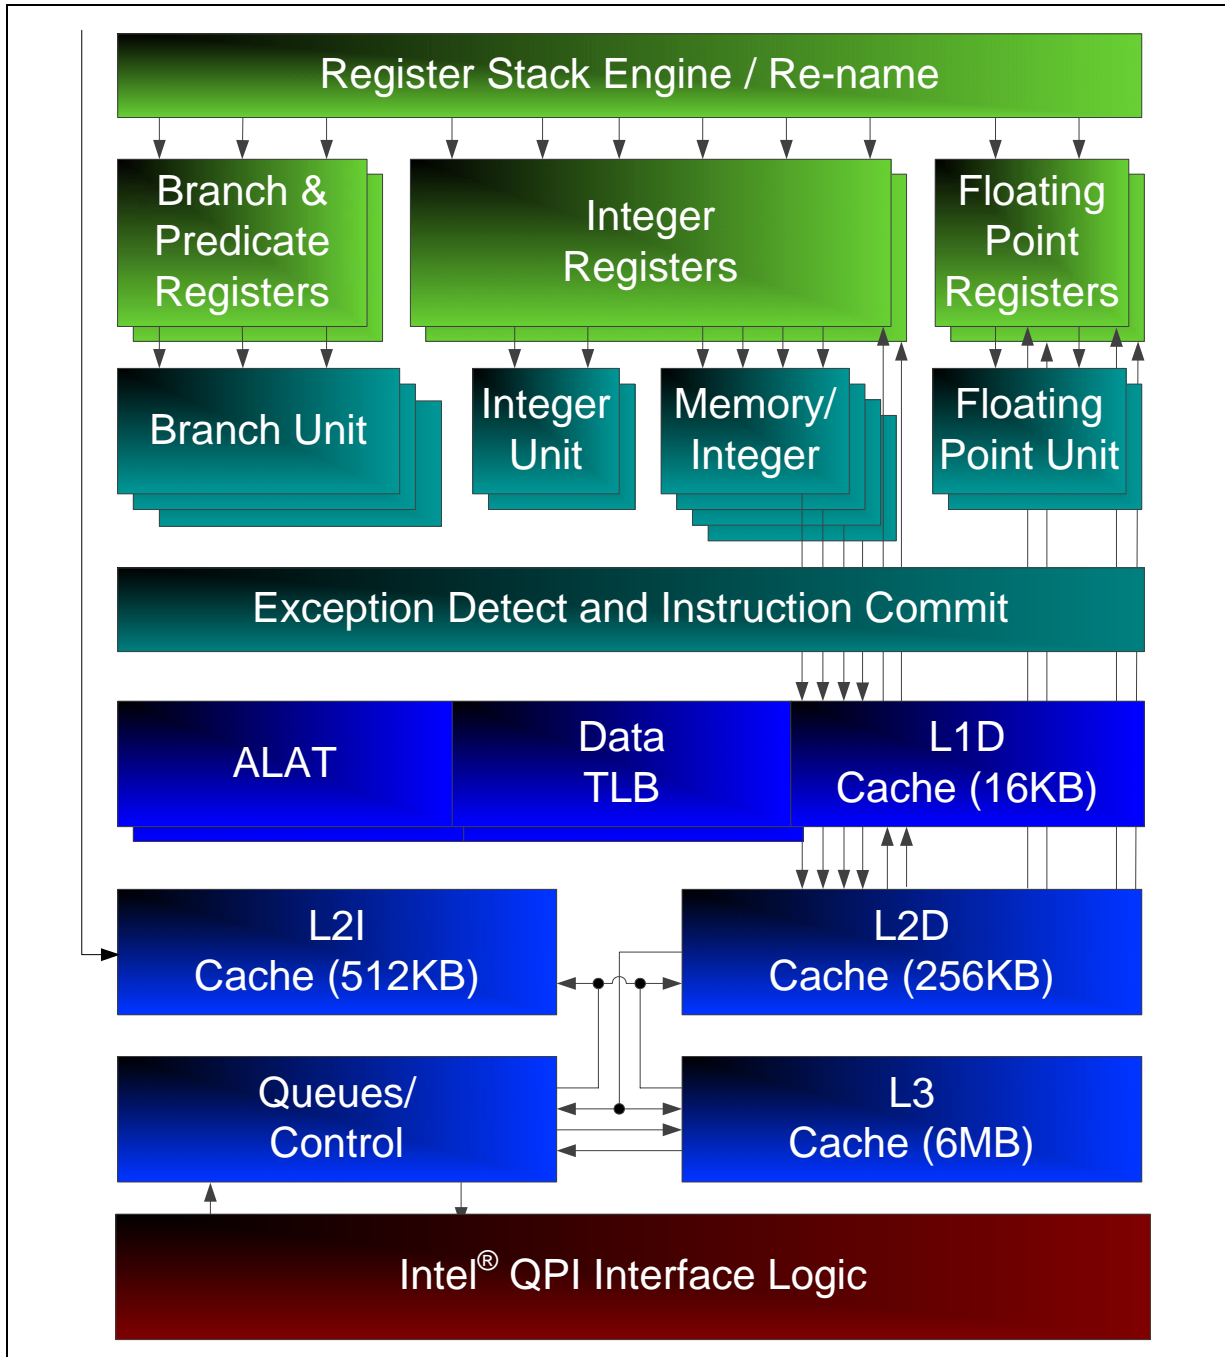 Register Stack Engine / Re-name
Branch &
Predicate
Registers
Integer
Registers
Floating
Point
Registers
Branch Unit
Integer
Unit
Memory/
Integer
Floating
Point Unit
Exception Detect and Instruction Commit
ALAT
Data
TLB
L1D
Cache (16KB)
L2I
Cache (512KB)
L2D
Cache (256KB)
Queues/
Control
L3
Cache (6MB)
Intel® QPI Interface Logic